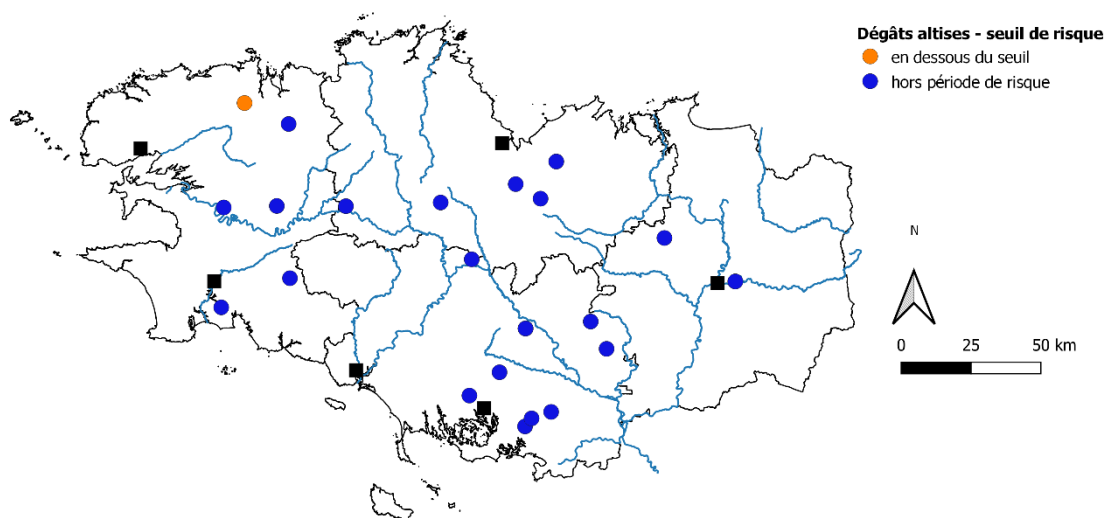 Dégâts altises - seuil de risque
en dessous du seuil
hors période de risque
N
0 25 50 km